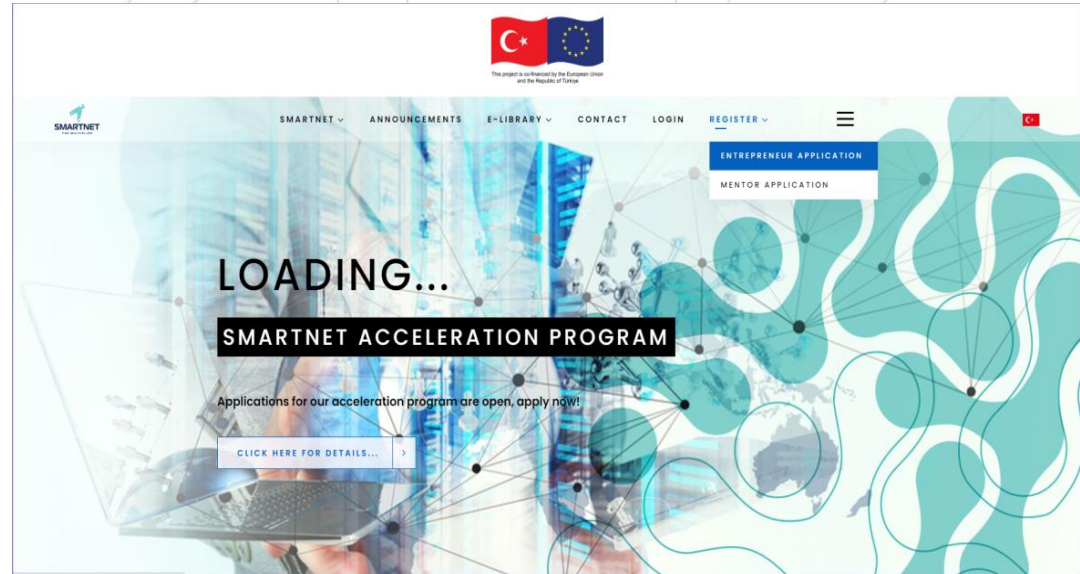 This project is co-financed by the European Union
and the Republic of Türkiye
SMARTNET
SMARTNET
ANNOUNCEMENTS
E-LIBRARY
CONTACT
LOGIN
REGISTER
ENTREPRENEUR APPLICATION
MENTOR APPLICATION
LOADING...
SMARTNET ACCELERATION PROGRAM
Applications for our acceleration program are open, apply now!
CLICK HERE FOR DETAILS...